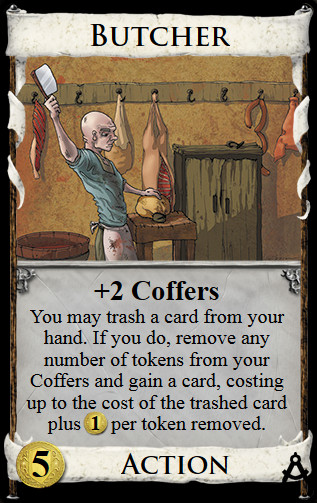 BUTCHER
+2 Coffers
You may trash a card from your
hand. If you do, remove any
number of tokens from your
Coffers and gain a card, costing
up to the cost of the trashed card
plus 1 per token removed.
5 ACTION